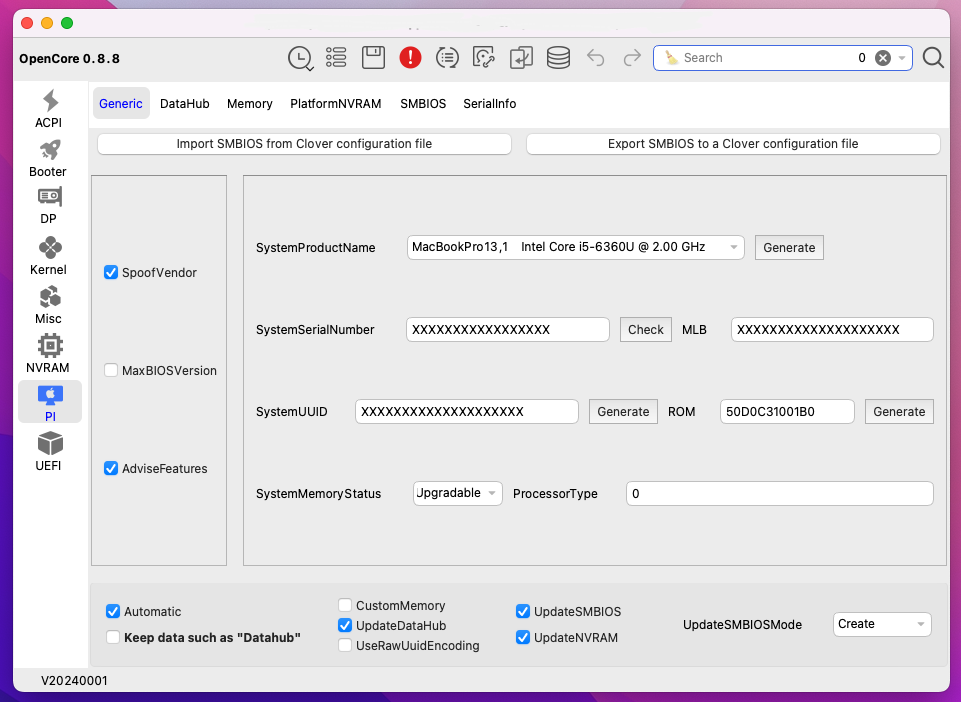 OpenCore 0.8.8
Search 0
ACPI
Booter
DP
Kernel
Misc
NVRAM
PI
UEFI
Generic DataHub Memory PlatformNVRAM SMBIOS SerialInfo
Import SMBIOS from Clover configuration file Export SMBIOS to a Clover configuration file
SpoofVendor
MaxBIOSVersion
AdviseFeatures
SystemProductName MacBookPro13,1 Intel Core i5-6360U @ 2.00 GHz Generate
SystemSerialNumber XXXXXXXXXXXXXXXXX Check MLB XXXXXXXXXXXXXXXXXXXX
SystemUUID XXXXXXXXXXXXXXXXXXXX Generate ROM 50D0C31001B0 Generate
SystemMemoryStatus Upgradable ProcessorType 0
Automatic
Keep data such as "Datahub"
CustomMemory
UpdateDataHub
UseRawUuidEncoding
UpdateSMBIOS
UpdateNVRAM
UpdateSMBIOSMode Create
V20240001